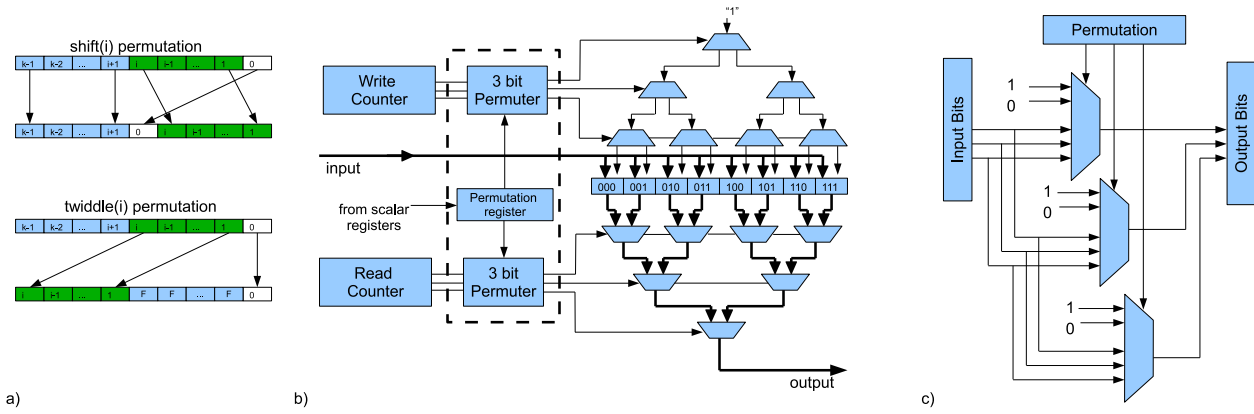 shift(i) permutation
k-1 k-2 ... i+1 i i-1 ... 1 0
k-1 k-2 ... i+1 0 i i-1 ... 1
twiddle(i) permutation
k-1 k-2 ... i+1 i i-1 ... 1 0
i i-1 ... 1 F F ... F 0
a)
"1"
Write
Counter
3 bit
Permuter
input
000 001 010 011 100 101 110 111
from scalar
registers
Permutation
register
Read
Counter
3 bit
Permuter
output
b)
Permutation
Input Bits
1
0
1
0
1
0
Output Bits
c)